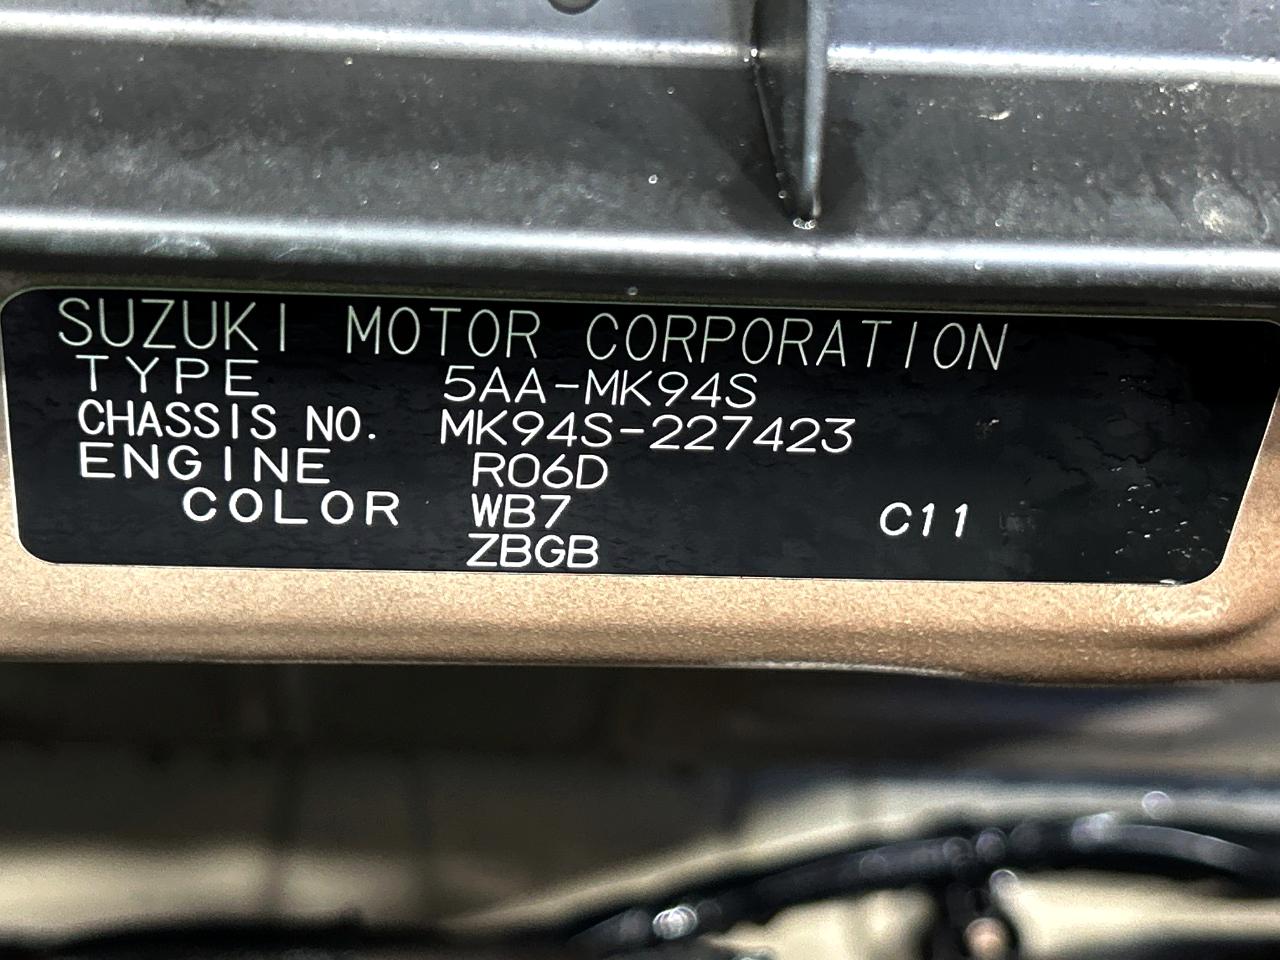 SUZUKI MOTOR CORPORATION
TYPE 5AA-MK94S
CHASSIS NO. MK94S-227423
ENGINE R06D
COLOR WB7 C11
ZBGB